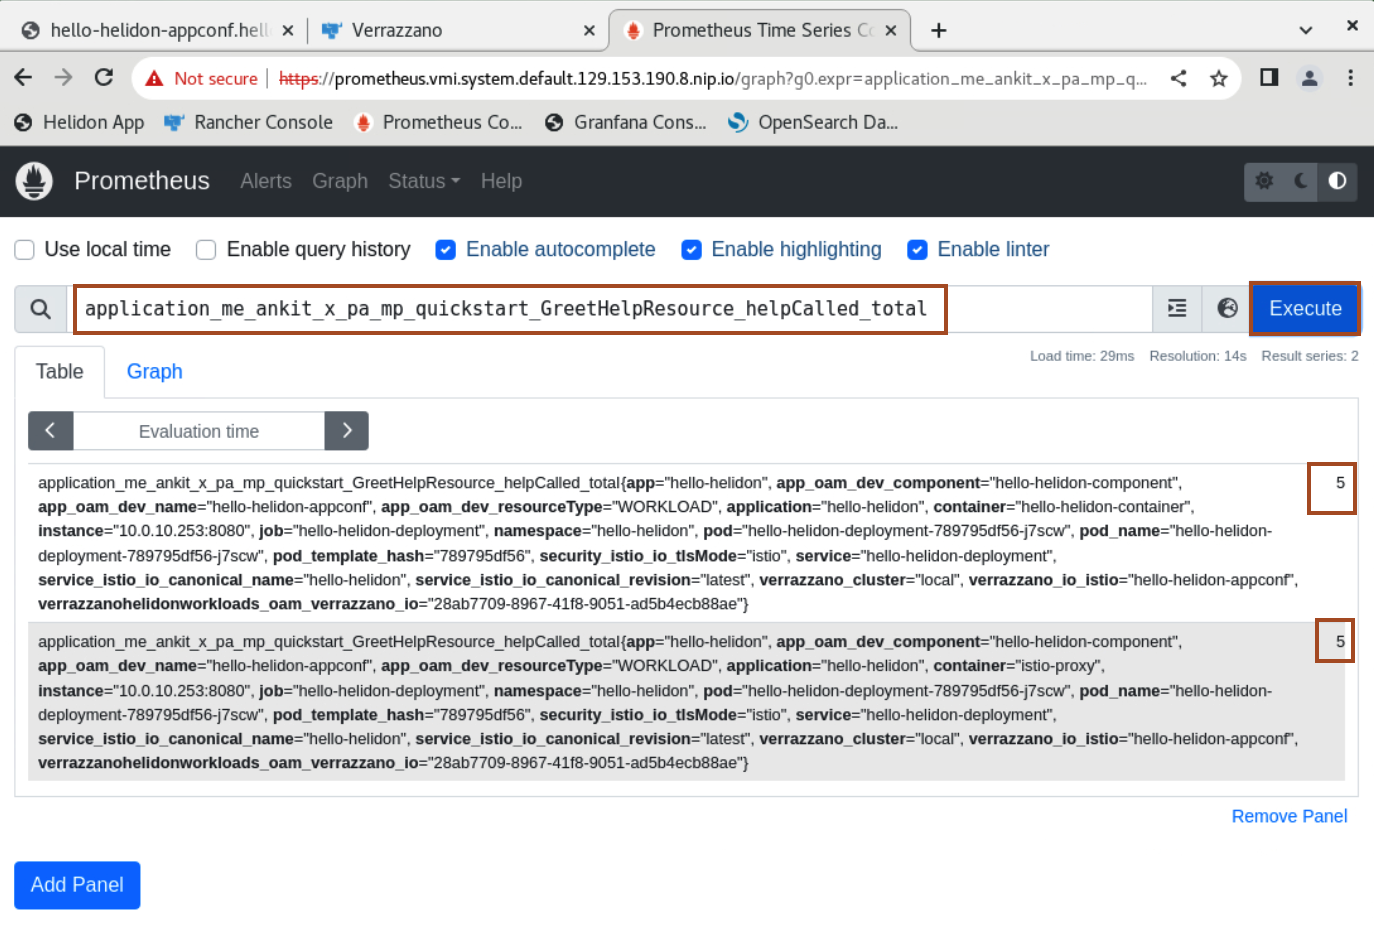 hello-helidon-appconf.hell
Verrazzano
Prometheus Time Series Co
Not secure
https://prometheus.vmi.system.default.129.153.190.8.nip.io/graph?g0.expr=application_me_ankit_x_pa_mp_q...
Helidon App
Rancher Console
Prometheus Co...
Granfana Cons...
OpenSearch Da...
Prometheus Alerts Graph Status Help
Use local time
Enable query history
Enable autocomplete
Enable highlighting
Enable linter
application_me_ankit_x_pa_mp_quickstart_GreetHelpResource_helpCalled_total
Execute
Load time: 29ms Resolution: 14s Result series: 2
Table
Graph
Evaluation time
application_me_ankit_x_pa_mp_quickstart_GreetHelpResource_helpCalled_total{app="hello-helidon", app_oam_dev_component="hello-helidon-component",
app_oam_dev_name="hello-helidon-appconf", app_oam_dev_resourceType="WORKLOAD", application="hello-helidon", container="hello-helidon-container",
instance="10.0.10.253:8080", job="hello-helidon-deployment", namespace="hello-helidon", pod="hello-helidon-deployment-789795df56-j7scw", pod_name="hello-helidon-
deployment-789795df56-j7scw", pod_template_hash="789795df56", security_istio_io_tlsMode="istio", service="hello-helidon-deployment",
service_istio_io_canonical_name="hello-helidon", service_istio_io_canonical_revision="latest", verrazzano_cluster="local", verrazzano_io_istio="hello-helidon-appconf",
verrazzanohelidonworkloads_oam_verrazzano_io="28ab7709-8967-41f8-9051-ad5b4ecb88ae"}
5
application_me_ankit_x_pa_mp_quickstart_GreetHelpResource_helpCalled_total{app="hello-helidon", app_oam_dev_component="hello-helidon-component",
app_oam_dev_name="hello-helidon-appconf", app_oam_dev_resourceType="WORKLOAD", application="hello-helidon", container="istio-proxy",
instance="10.0.10.253:8080", job="hello-helidon-deployment", namespace="hello-helidon", pod="hello-helidon-deployment-789795df56-j7scw", pod_name="hello-helidon-
deployment-789795df56-j7scw", pod_template_hash="789795df56", security_istio_io_tlsMode="istio", service="hello-helidon-deployment",
service_istio_io_canonical_name="hello-helidon", service_istio_io_canonical_revision="latest", verrazzano_cluster="local", verrazzano_io_istio="hello-helidon-appconf",
verrazzanohelidonworkloads_oam_verrazzano_io="28ab7709-8967-41f8-9051-ad5b4ecb88ae"}
5
Remove Panel
Add Panel